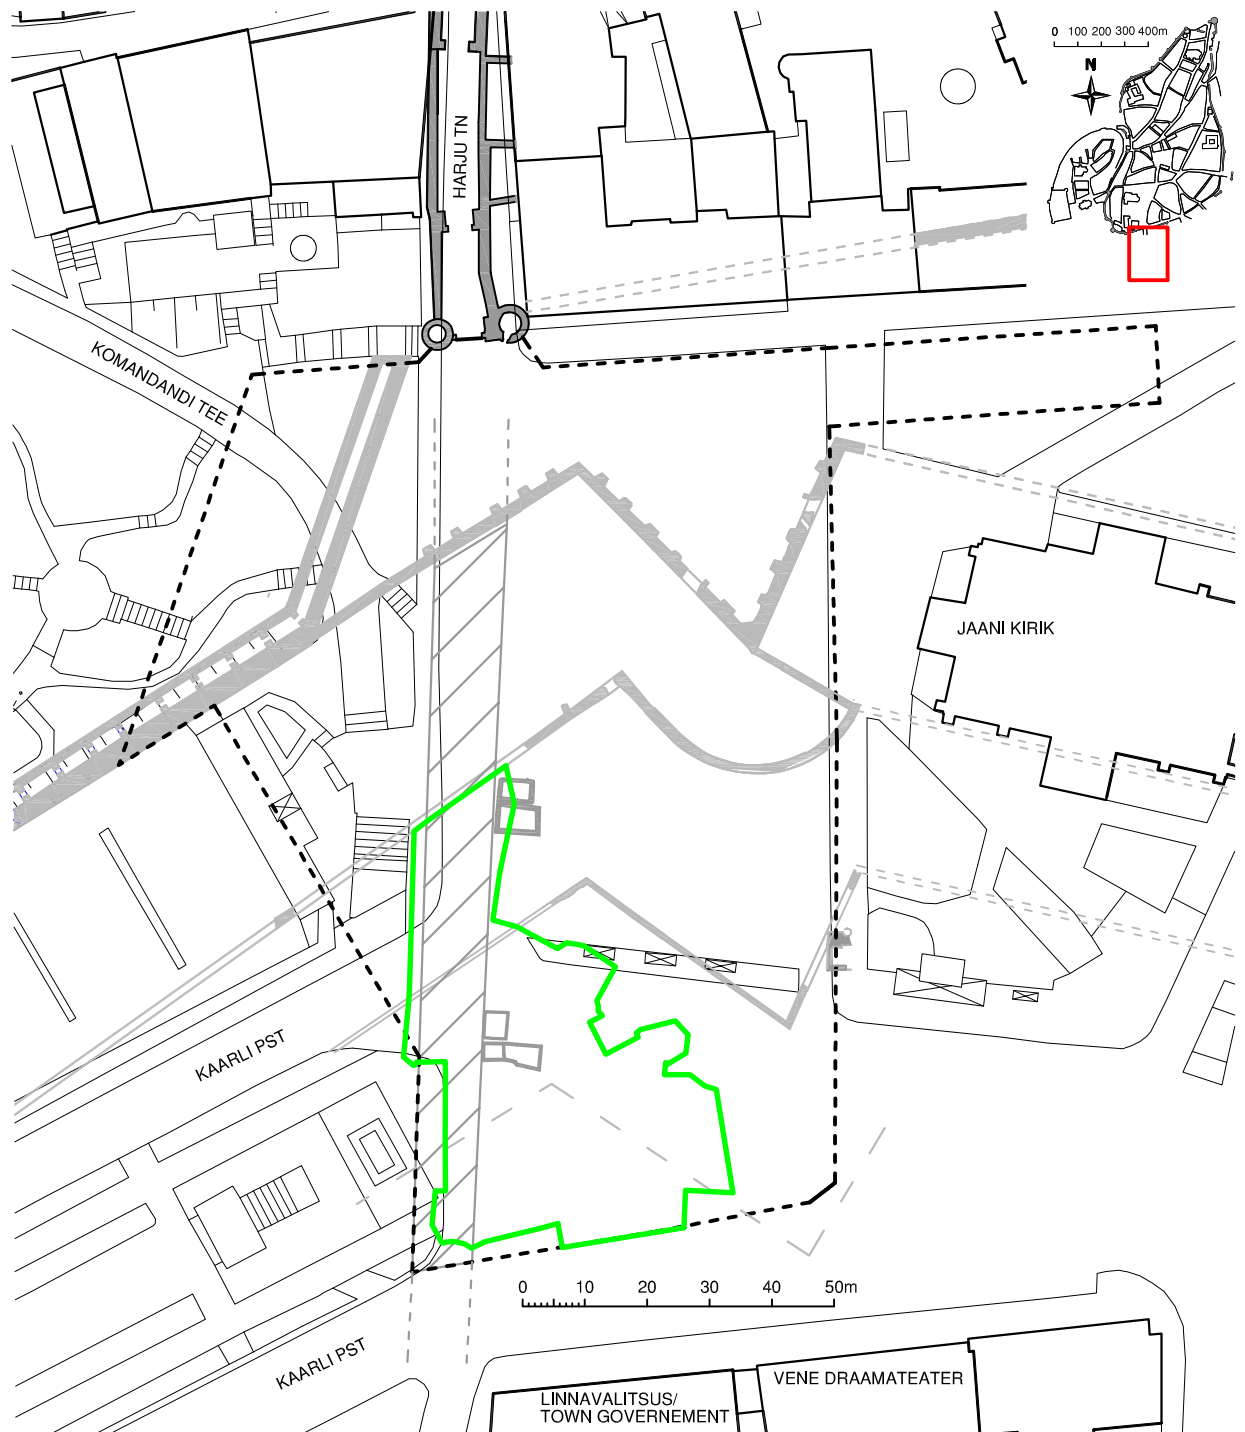 0 100 200 300 400m
N
HARJU TN
KOMANDANDI TEE
JAANI KIRIK
KAARLI PST
0 10 20 30 40 50m
KAARLI PST
VENE DRAAMATEATER
LINNAVALITSUS/
TOWN GOVERNEMENT